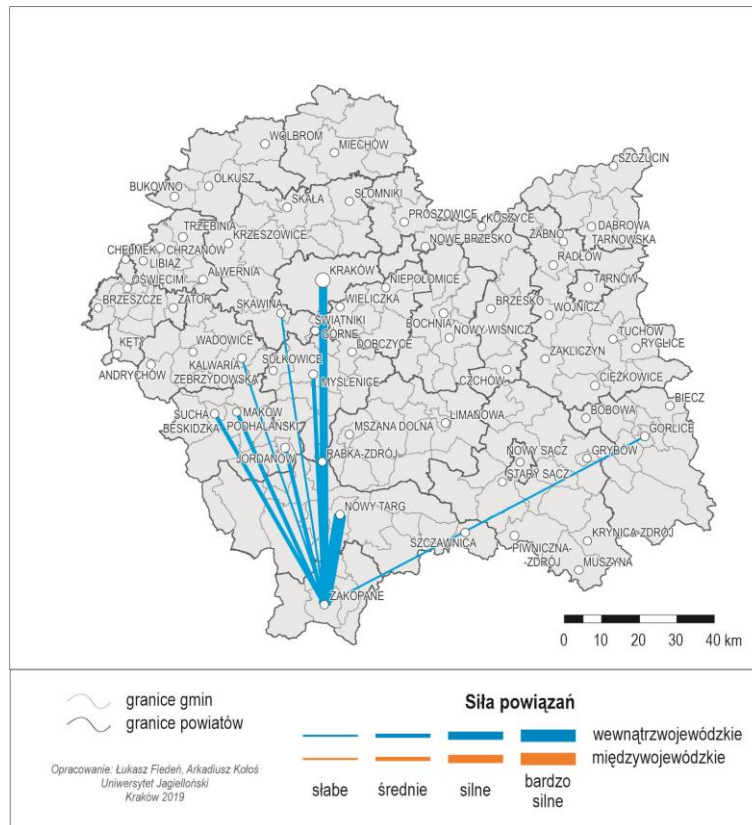 WOLBROM
MIECHÓW
SZCZUCIN
OLKUSZ
BUKOWNO
SŁOMNIKI
SKAŁA
PROSZOWICE
KOSZYCE
DĄBROWA
TARNOWSKA
TRZEBINIA
KRZESZOWICE
NOWE BRZESKO
ŻABNO
RADŁÓW
CHEŁMEK
CHRZANÓW
LIBIĄŻ
ALWERNIA
KRAKÓW
NIEPOŁOMICE
TARNÓW
OŚWIĘCIM
BRZESZCZE
ZATOR
SKAWINA
WIELICZKA
BRZESKO
WOJNICZ
ŚWIĄTNIKI
GÓRNE
BOCHNIA
NOWY WIŚNICZ
TUCHÓW
RYGLICE
KĘTY
WADOWICE
SUŁKOWICE
DOBCZYCE
ZAKLICZYN
ANDRYCHÓW
KALWARIA
ZEBRZYDOWSKA
MYŚLENICE
CZCHÓW
CIĘŻKOWICE
BIECZ
SUCHA
BESKIDZKA
MAKÓW
PODHALAŃSKI
MSZANA DOLNA
LIMANOWA
BOBOWA
GORLICE
JORDANÓW
RABKA-ZDRÓJ
NOWY SĄCZ
GRYBÓW
STARY SĄCZ
NOWY TARG
SZCZAWNICA
PIWNICZNA-
-ZDRÓJ
KRYNICA-ZDRÓJ
MUSZYNA
ZAKOPANE
0 10 20 30 40 km
granice gmin
granice powiatów
Opracowanie: Łukasz Fiedeń, Arkadiusz Kołoś
Uniwersytet Jagielloński
Kraków 2019
Siła powiązań
wewnątrzwojewódzkie
międzywojewódzkie
słabe średnie silne bardzo
silne